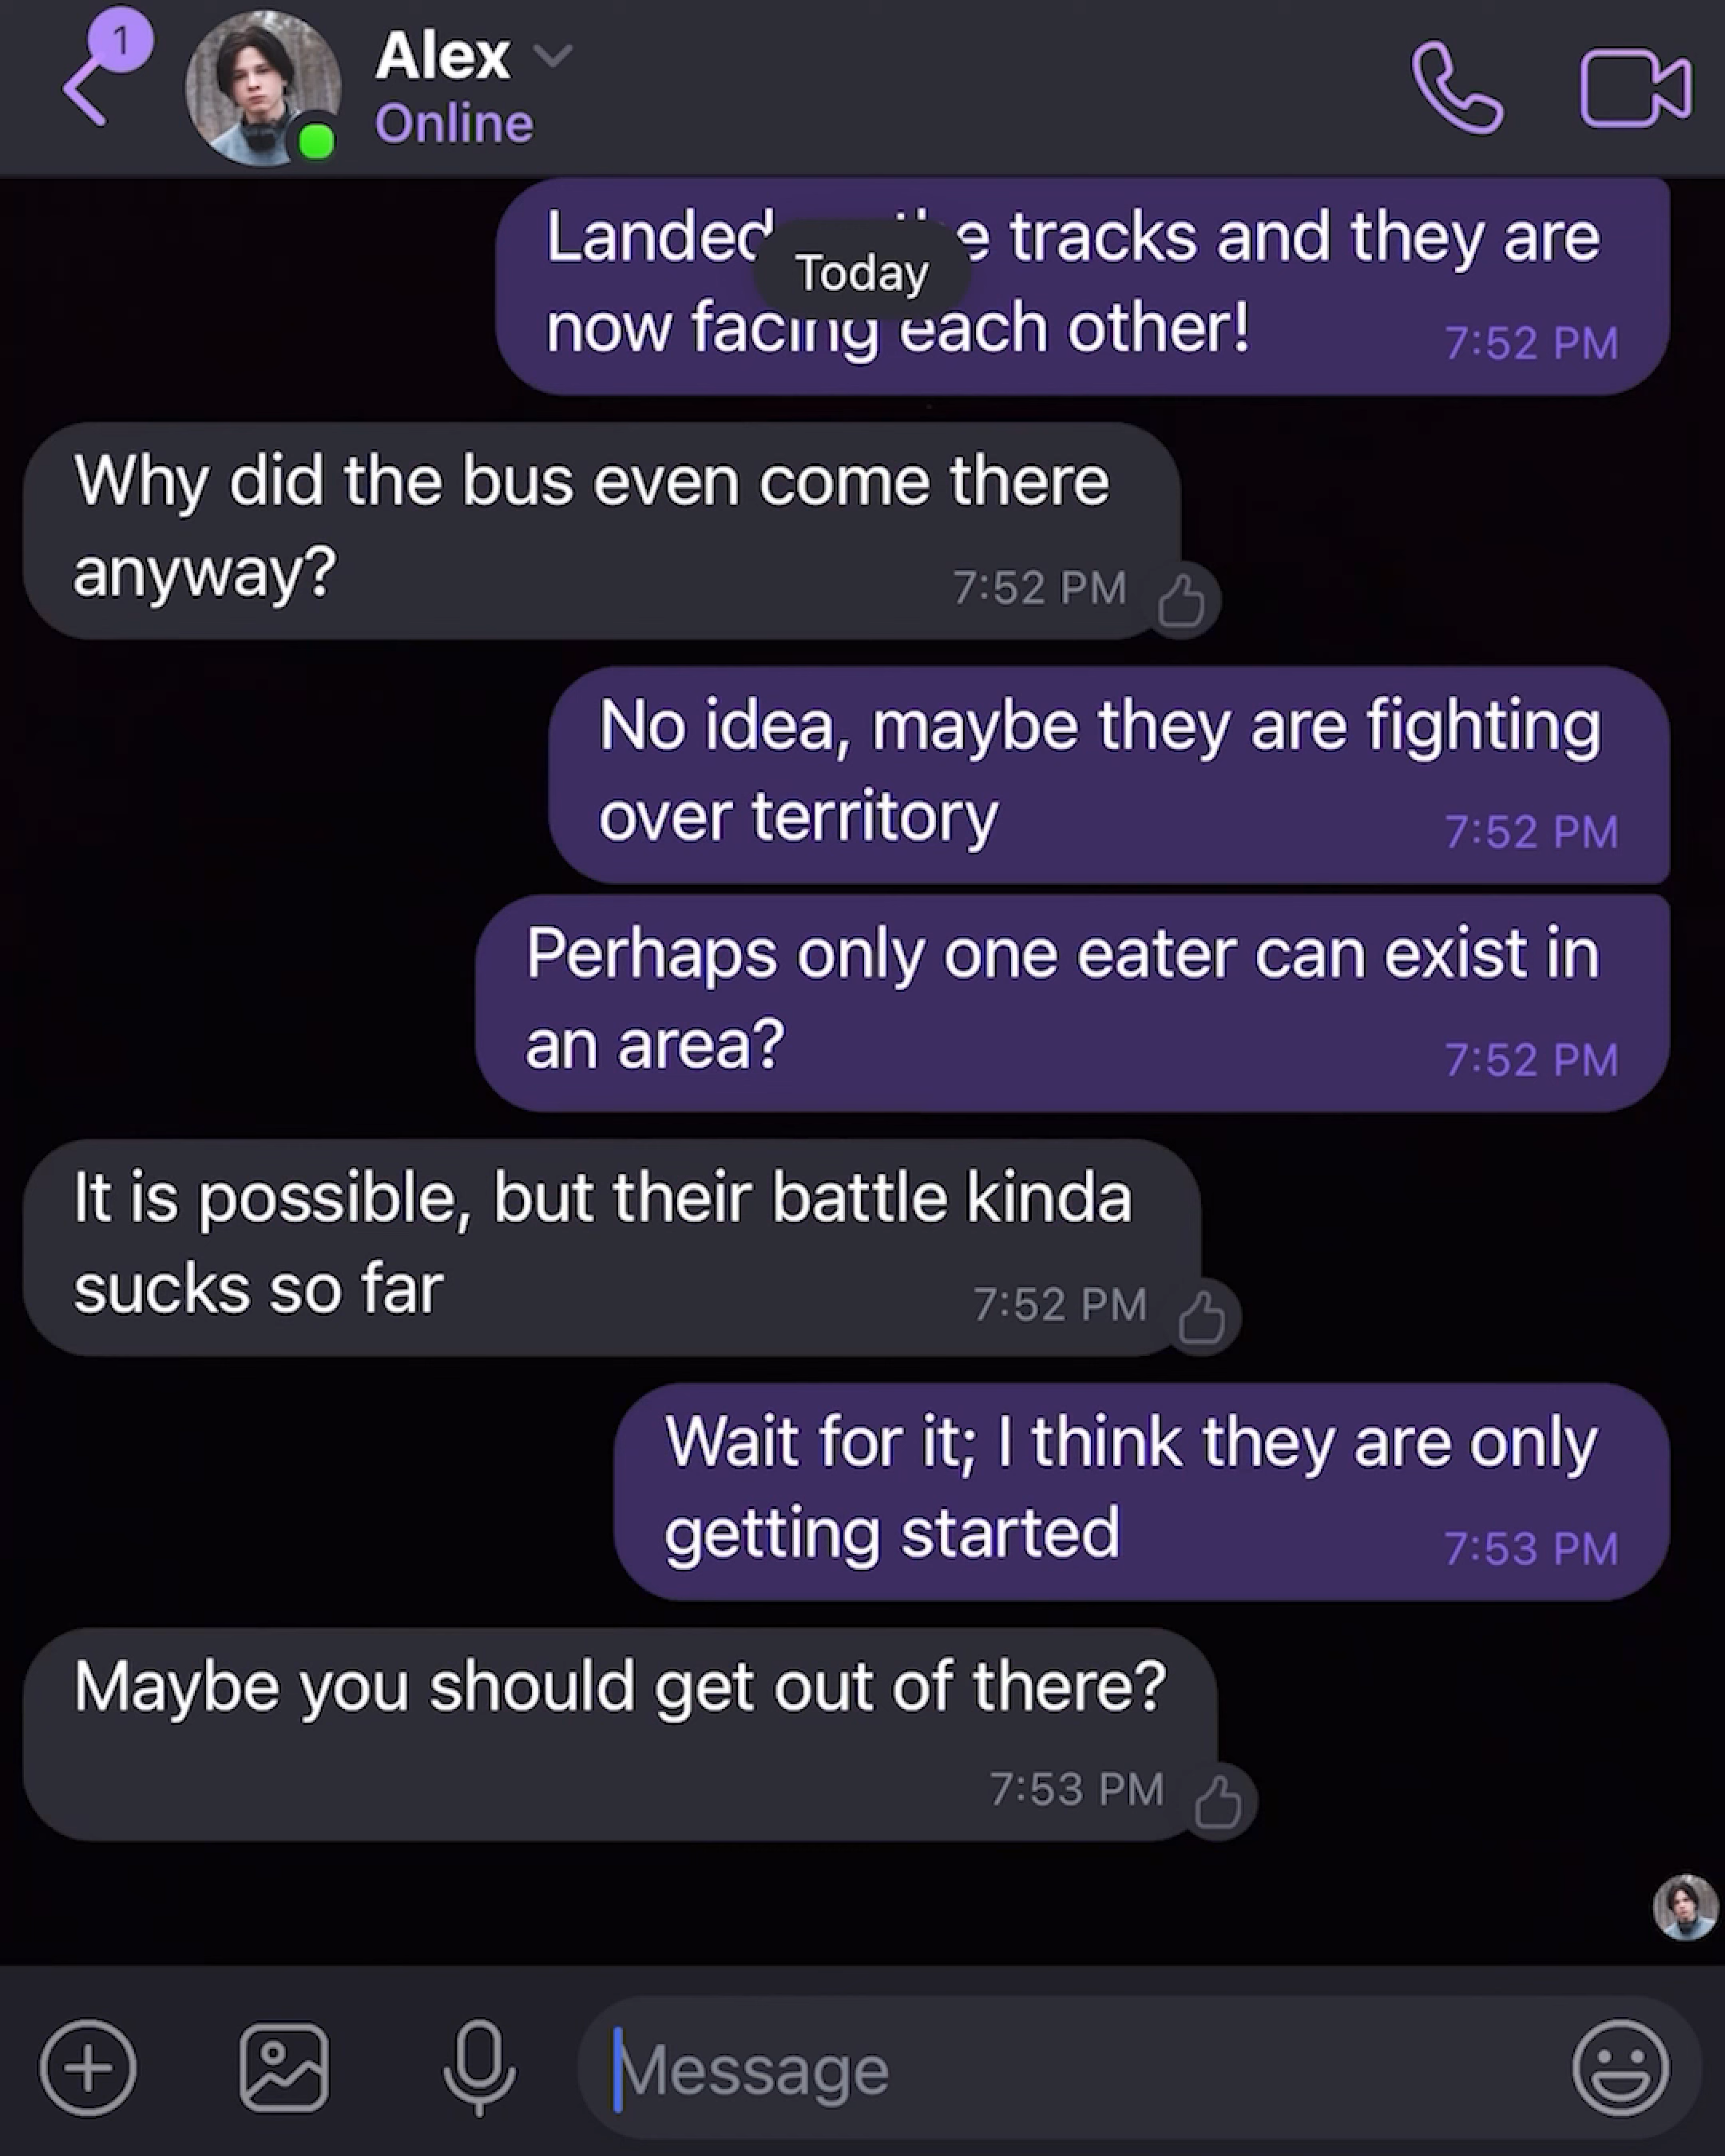 1
Alex
Online
Landed the tracks and they are
Today
now facing each other!
7:52 PM
Why did the bus even come there
anyway?
7:52 PM
No idea, maybe they are fighting
over territory
7:52 PM
Perhaps only one eater can exist in
an area?
7:52 PM
It is possible, but their battle kinda
sucks so far
7:52 PM
Wait for it; I think they are only
getting started
7:53 PM
Maybe you should get out of there?
7:53 PM
Message